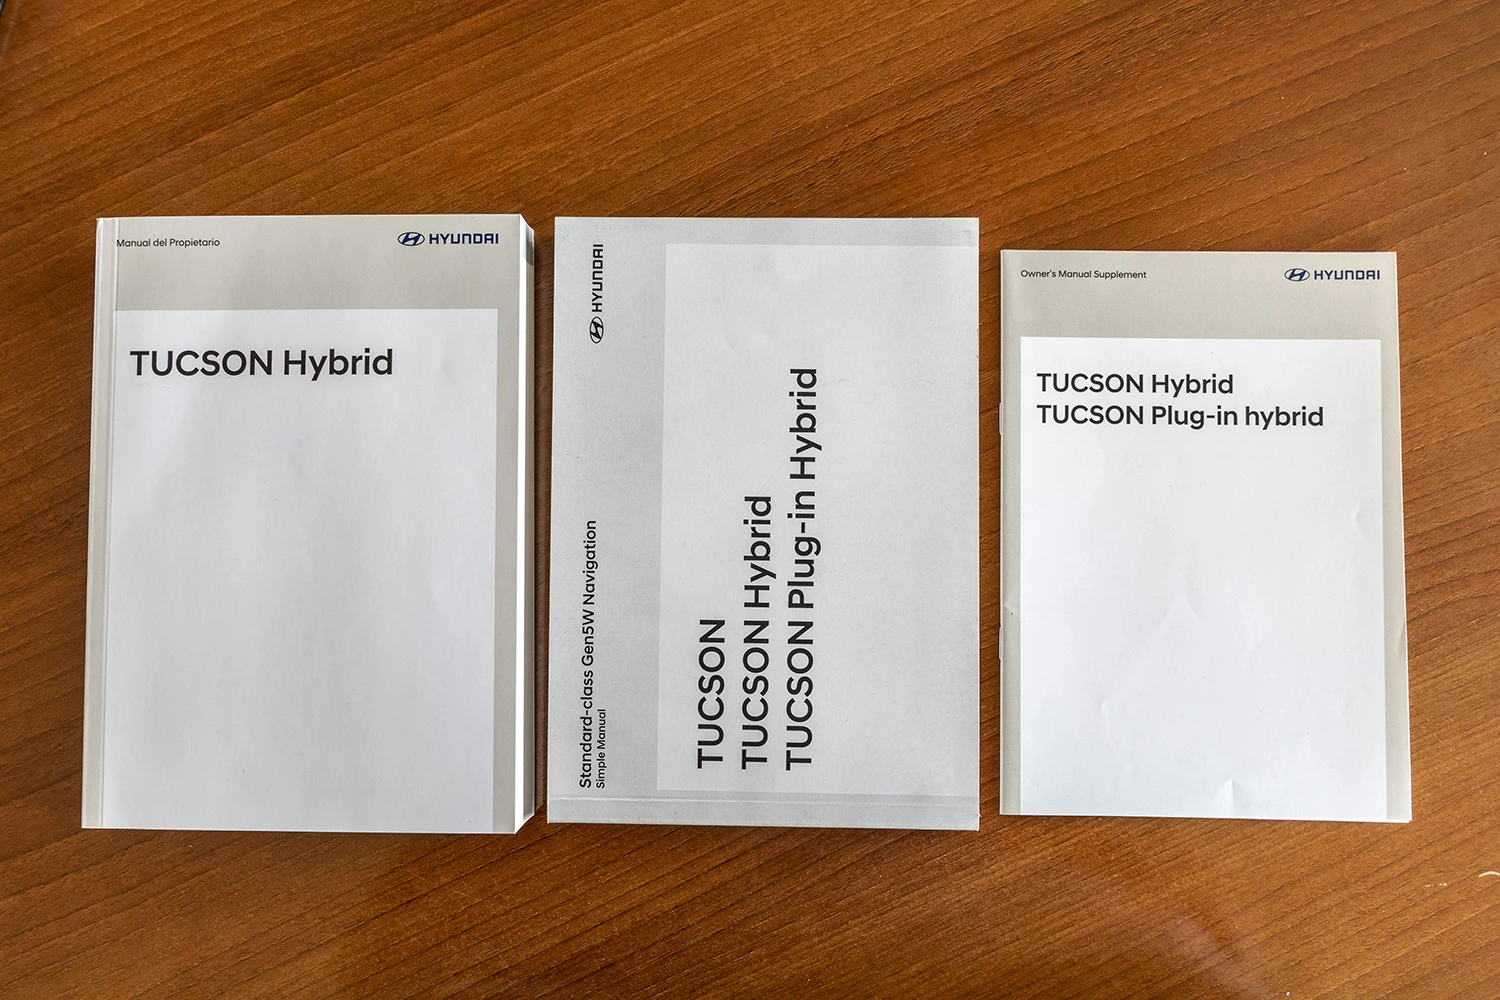 Manual del Propietario
HYUNDAI
TUCSON Hybrid
HYUNDAI
Standard-class Gen5W Navigation
Simple Manual
TUCSON
TUCSON Hybrid
TUCSON Plug-in Hybrid
Owner's Manual Supplement
HYUNDAI
TUCSON Hybrid
TUCSON Plug-in hybrid